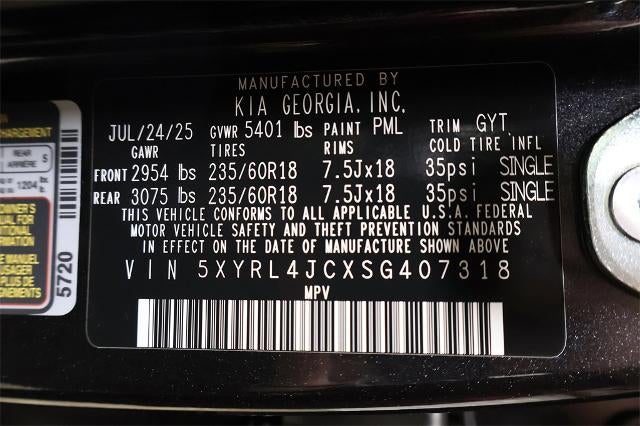 MANUFACTURED BY
KIA GEORGIA, INC.
JUL/24/25 GVWR 5401 lbs PAINT PML TRIM GYT
GAWR TIRES RIMS COLD TIRE INFL
FRONT 2954 lbs 235/60R18 7.5Jx18 35psi SINGLE
REAR 3075 lbs 235/60R18 7.5Jx18 35psi SINGLE
THIS VEHICLE CONFORMS TO ALL APPLICABLE U.S.A. FEDERAL
MOTOR VEHICLE SAFETY AND THEFT PREVENTION STANDARDS
IN EFFECT ON THE DATE OF MANUFACTURE SHOWN ABOVE.
VIN 5XYRL4JCXSG407318
MPV
REAR
ARRIERE
1204
5720